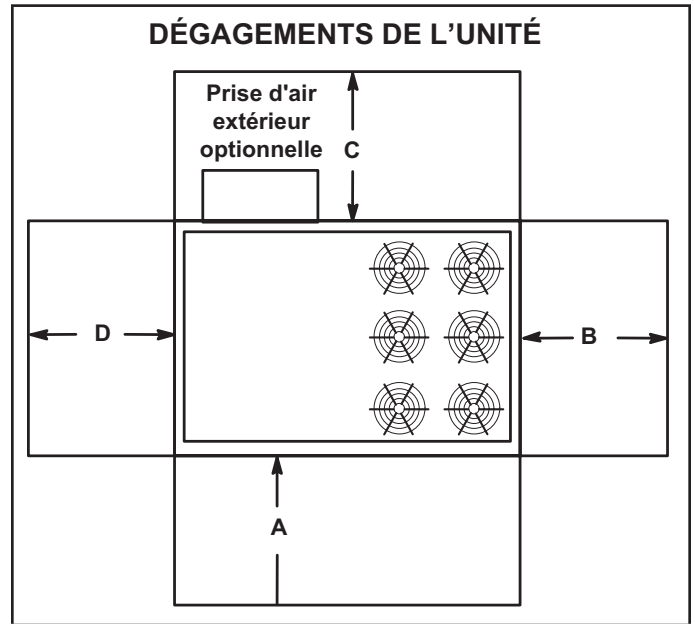 DÉGAGEMENTS DE L’UNITÉ
Prise d'air
extérieur
optionnelle
C
D
B
A